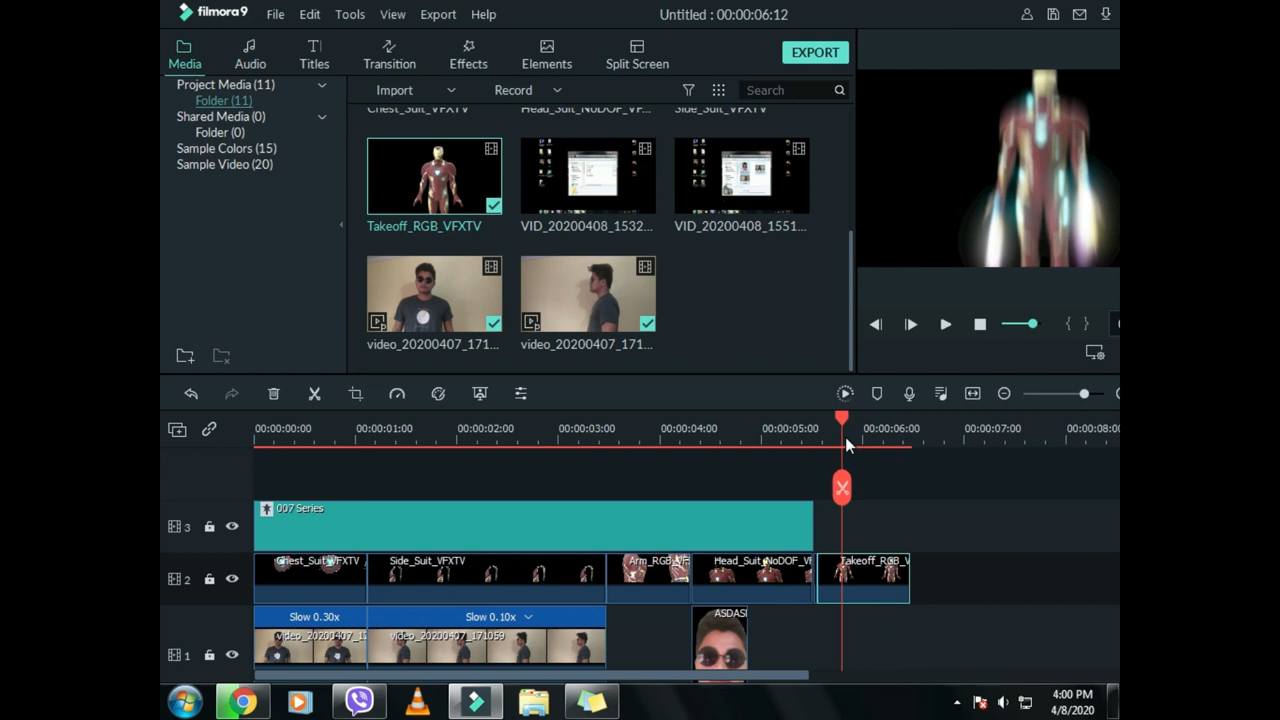 filmora9 File Edit Tools View Export Help Untitled : 00:00:06:12
Media Audio Titles Transition Effects Elements Split Screen EXPORT
Project Media (11)
Folder (11)
Shared Media (0)
Folder (0)
Sample Colors (15)
Sample Video (20)
Import Record Search
Chest_Suit_VFXTV Head_Suit_NoDOF_VF... Side_Suit_VFXTV
Takeoff_RGB_VFXTV VID_20200408_1532... VID_20200408_1551...
video_20200407_171... video_20200407_171...
00:00:00:00 00:00:01:00 00:00:02:00 00:00:03:00 00:00:04:00 00:00:05:00 00:00:06:00 00:00:07:00 00:00:08:00
3 007 Series
2 Chest_Suit_VFXTV Side_Suit_VFXTV Arm_RGB_VF Head_Suit_NoDOF_VF Takeoff_RGB_V
Slow 0.30x Slow 0.10x
1 video_20200407_17 video_20200407_171059 ASDAS
4:00 PM
4/8/2020